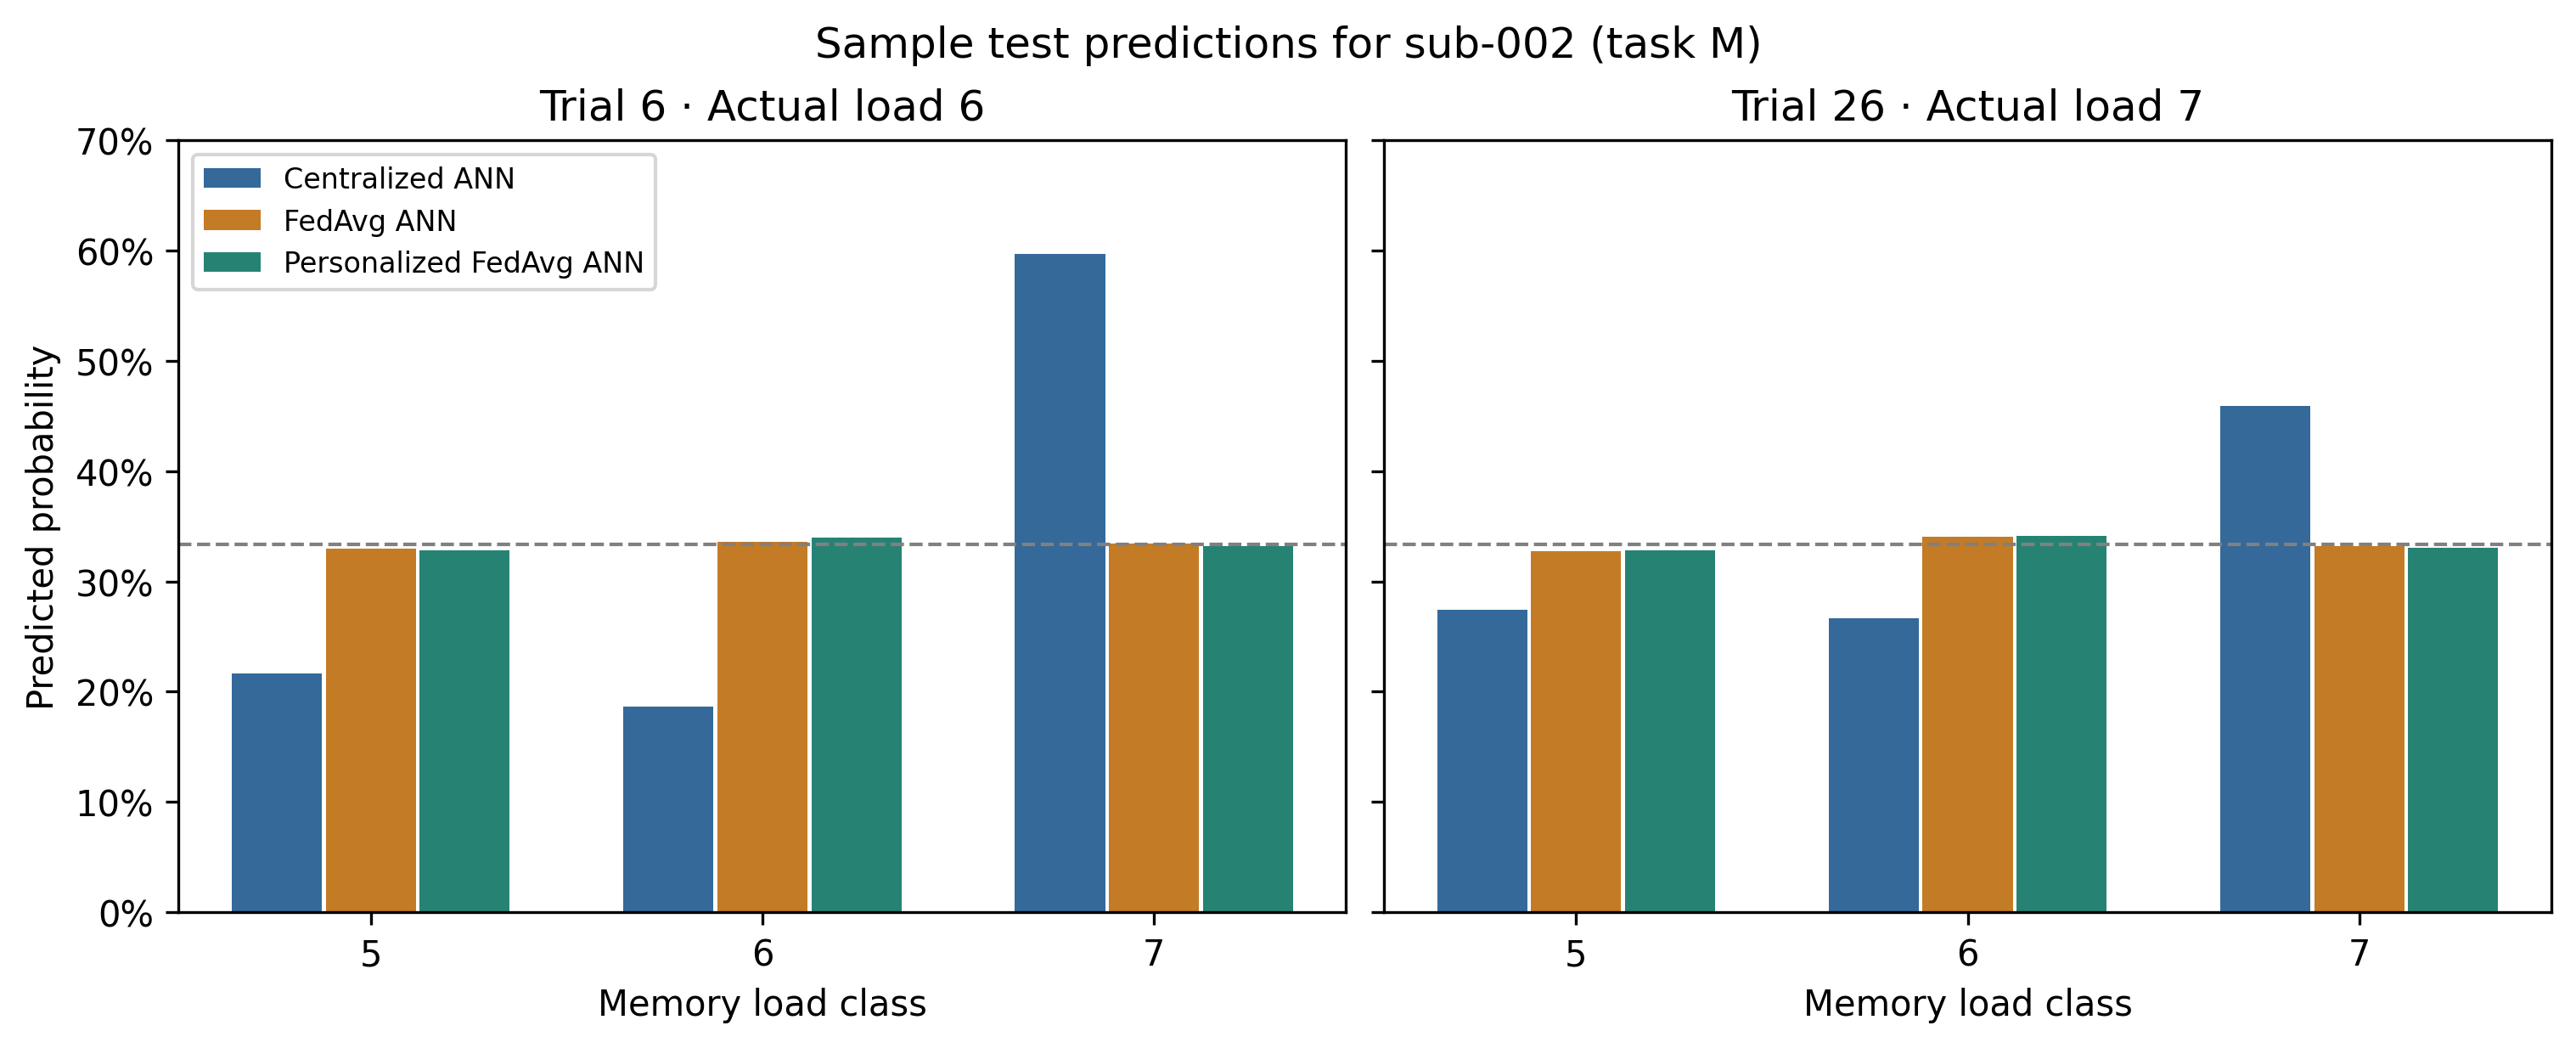 Sample test predictions for sub-002 (task M)
Trial 6 · Actual load 6
70%
60%
50%
40%
30%
20%
10%
0%
Predicted probability
Centralized ANN
FedAvg ANN
Personalized FedAvg ANN
5 6 7
Memory load class
Trial 26 · Actual load 7
5 6 7
Memory load class